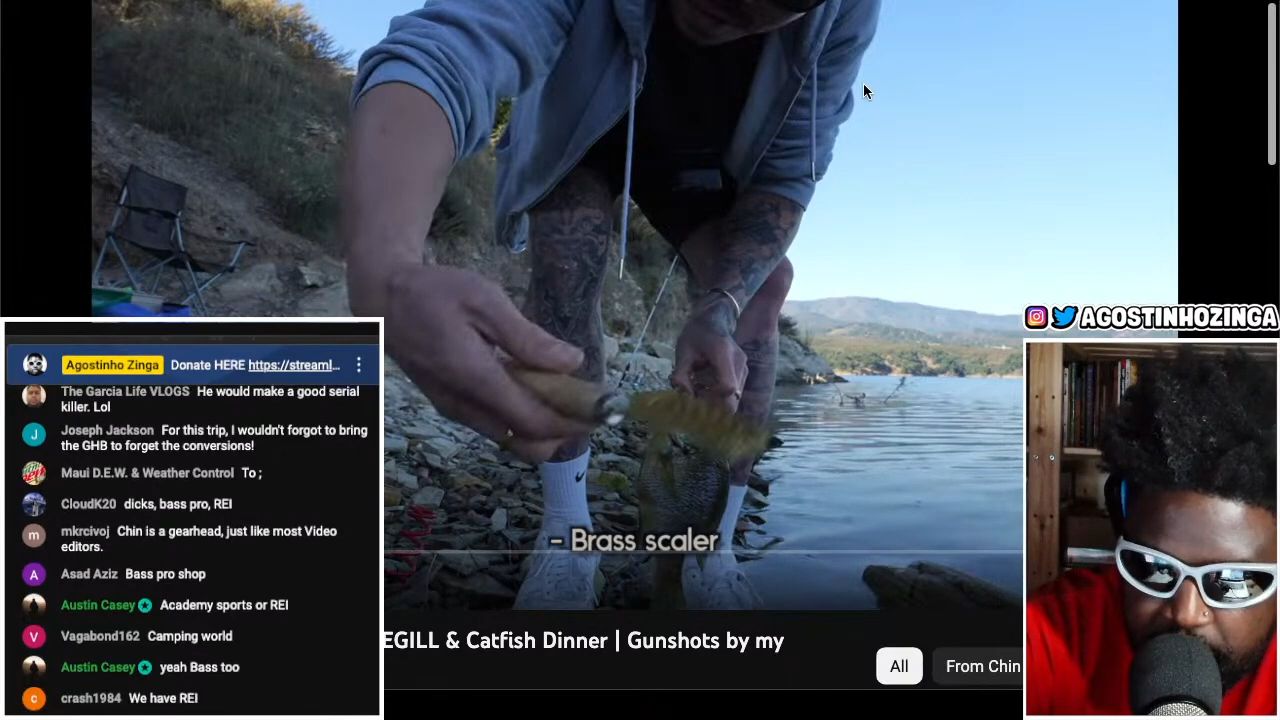 - Brass scaler
EGILL & Catfish Dinner | Gunshots by my
All
From Chin
AGOSTINHOZINGA
Agostinho Zinga Donate HERE https://streaml...
The Garcia Life VLOGS He would make a good serial
killer. Lol
J
Joseph Jackson For this trip, I wouldn't forgot to bring
the GHB to forget the conversions!
Maui D.E.W. & Weather Control To ;
CloudK20 dicks, bass pro, REI
m
mkrcivoj Chin is a gearhead, just like most Video
editors.
A
Asad Aziz Bass pro shop
Austin Casey Academy sports or REI
V
Vagabond162 Camping world
Austin Casey yeah Bass too
c
crash1984 We have REI